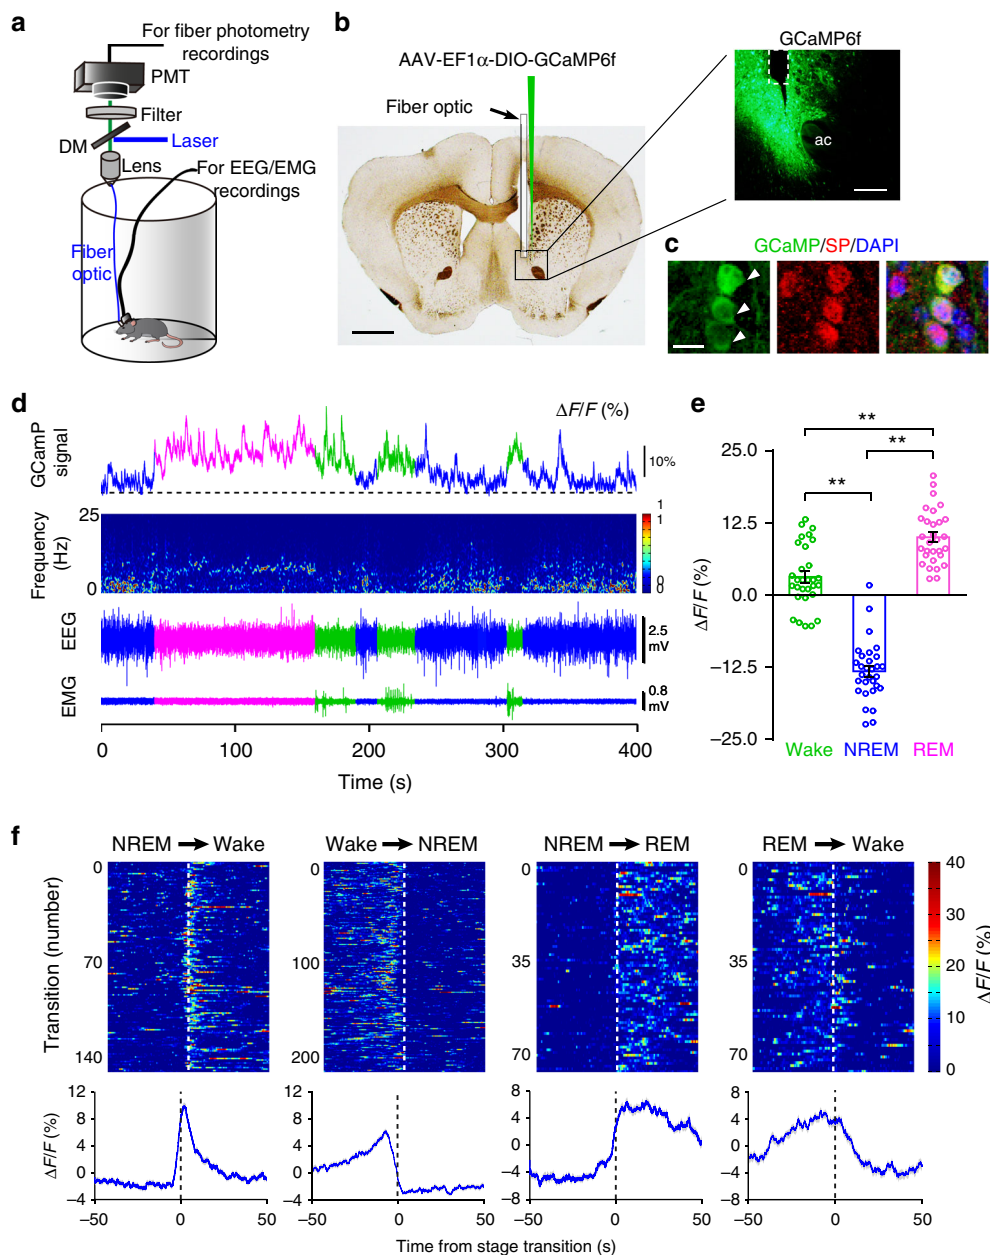 a
For fiber photometry
recordings
PMT
Filter
DM
Laser
Lens
For EEG/EMG
recordings
Fiber
optic
b
AAV-EF1α-DIO-GCaMP6f
Fiber optic
GCaMP6f
ac
c
GCaMP/SP/DAPI
d
ΔF/F (%)
GCamP
signal
10%
Frequency
(Hz)
25
0
1
1
0
0
EEG
2.5
mV
EMG
0.8
mV
0
100
200
300
400
Time (s)
e
**
**
**
25.0
12.5
0.0
−12.5
−25.0
ΔF/F (%)
Wake
NREM
REM
f
NREM → Wake
Wake → NREM
NREM → REM
REM → Wake
Transition (number)
0
70
140
0
100
200
0
35
70
0
35
70
40
30
20
10
0
ΔF/F (%)
ΔF/F (%)
12
8
4
0
−4
−50
0
50
12
8
4
0
−4
−50
0
50
8
4
0
−4
−8
−50
0
50
8
4
0
−4
−8
−50
0
50
Time from stage transition (s)